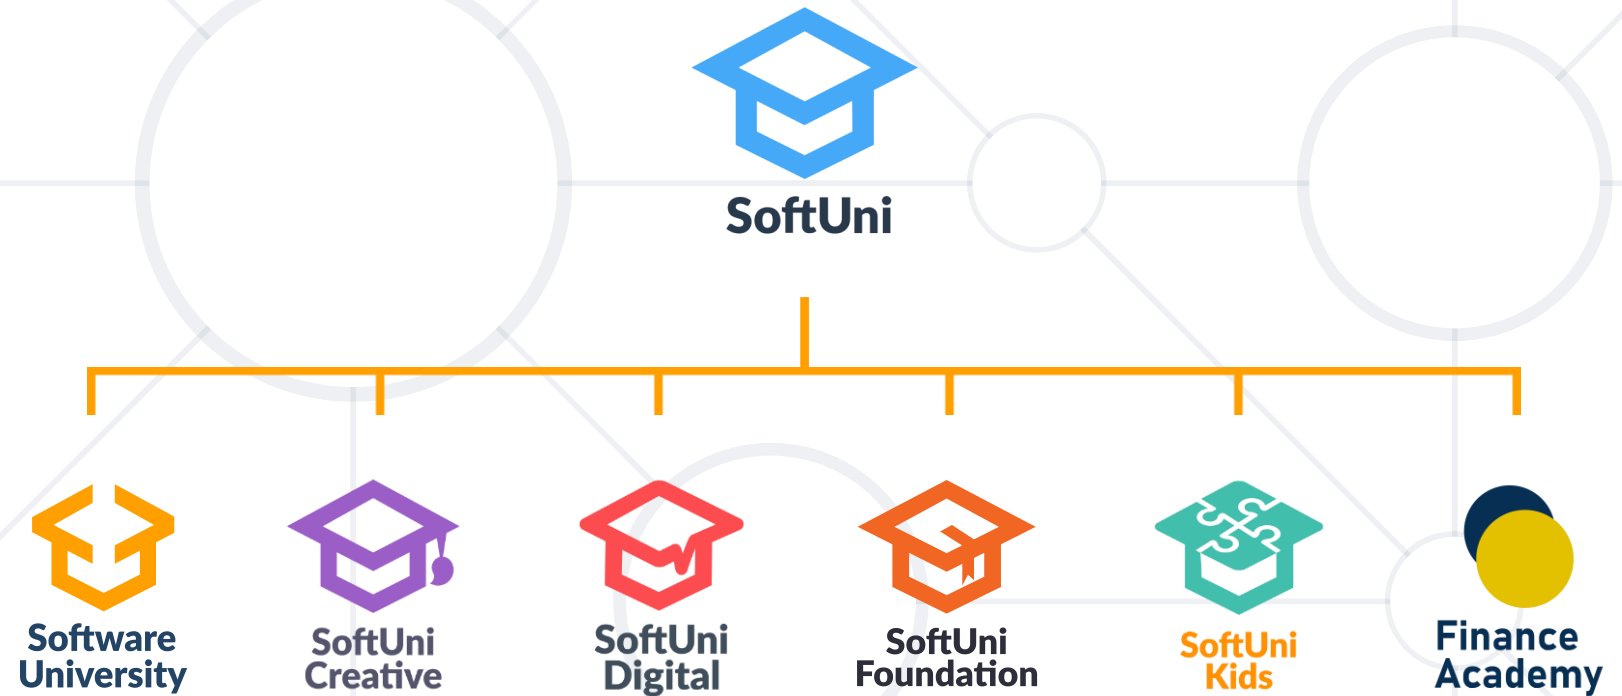 SoftUni
Software
University
SoftUni
Creative
SoftUni
Digital
SoftUni
Foundation
SoftUni
Kids
Finance
Academy